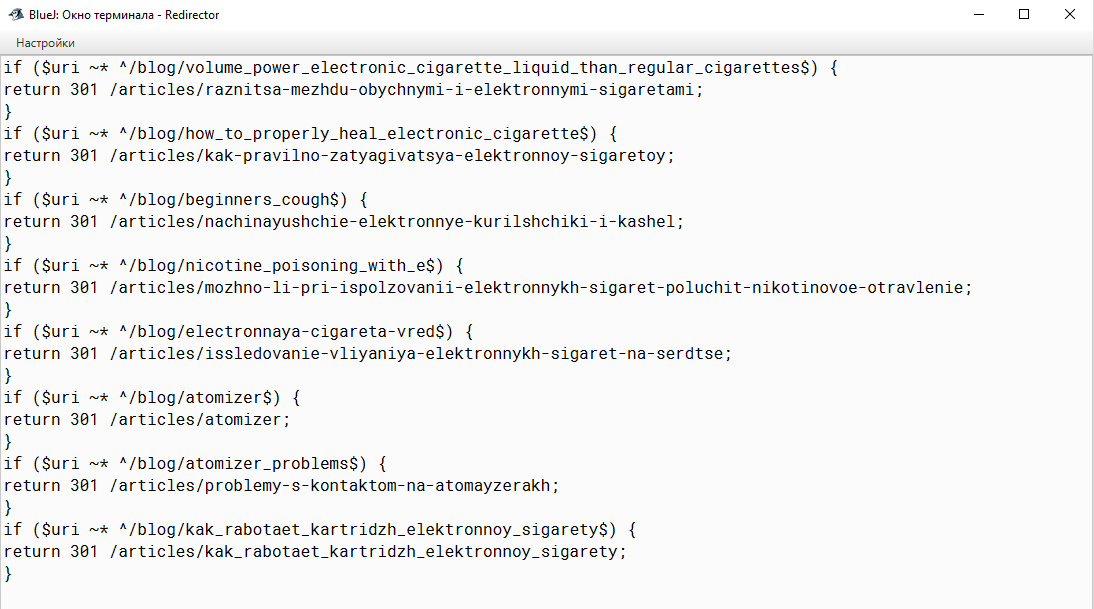 BlueJ: Окно терминала - Redirector
Настройки
if ($uri ~* ^/blog/volume_power_electronic_cigarette_liquid_than_regular_cigarettes$) {
return 301 /articles/raznitsa-mezhdu-obychnymi-i-elektronnymi-sigaretami;
}
if ($uri ~* ^/blog/how_to_properly_heal_electronic_cigarette$) {
return 301 /articles/kak-pravilno-zatyagivatsya-elektronnoy-sigaretoy;
}
if ($uri ~* ^/blog/beginners_cough$) {
return 301 /articles/nachinayushchie-elektronnye-kurilshchiki-i-kashel;
}
if ($uri ~* ^/blog/nicotine_poisoning_with_e$) {
return 301 /articles/mozhno-li-pri-ispolzovanii-elektronnykh-sigaret-poluchit-nikotinovoe-otravlenie;
}
if ($uri ~* ^/blog/electronnaya-cigareta-vred$) {
return 301 /articles/issledovanie-vliyaniya-elektronnykh-sigaret-na-serdtse;
}
if ($uri ~* ^/blog/atomizer$) {
return 301 /articles/atomizer;
}
if ($uri ~* ^/blog/atomizer_problems$) {
return 301 /articles/problemy-s-kontaktom-na-atomayzerakh;
}
if ($uri ~* ^/blog/kak_rabotaet_kartridzh_elektronnoy_sigarety$) {
return 301 /articles/kak_rabotaet_kartridzh_elektronnoy_sigarety;
}